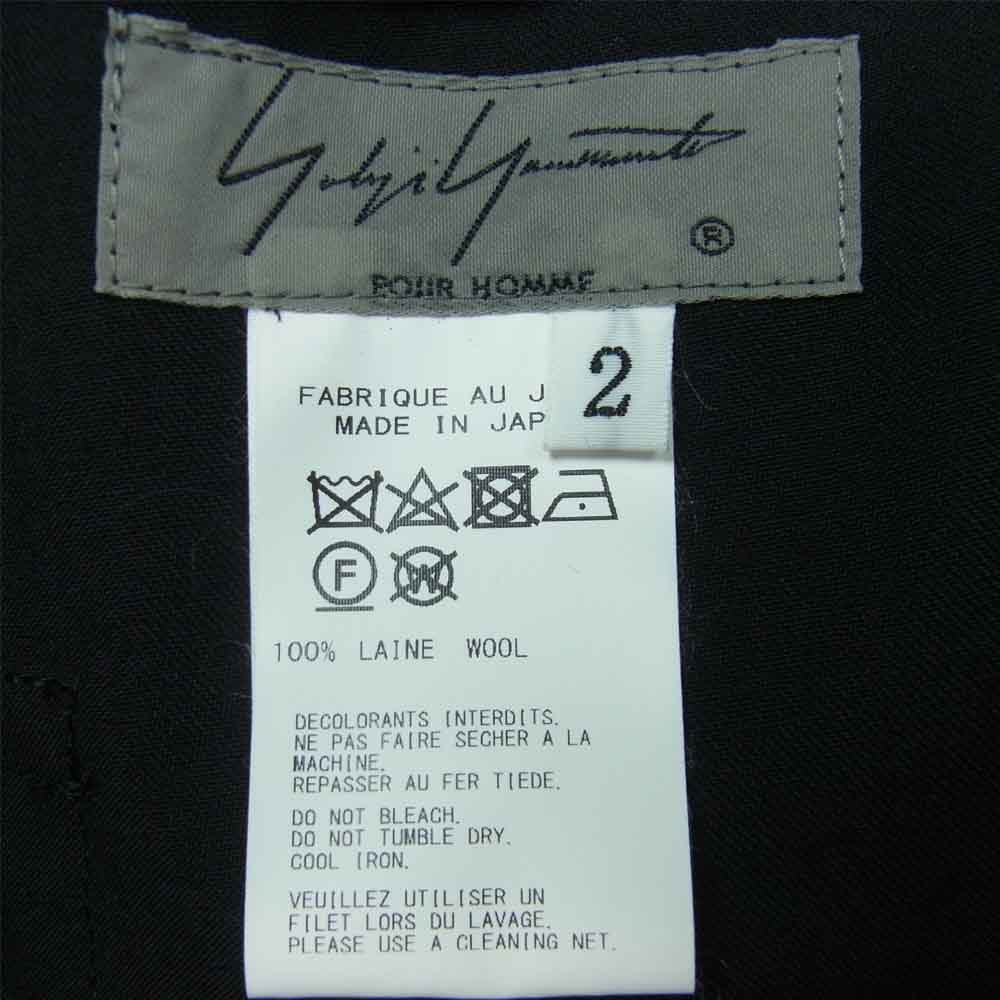 Yohji Yamamoto
®
POUR HOMME
2
FABRIQUE AU J
MADE IN JAP
F
W
100% LAINE WOOL
DECOLORANTS INTERDITS.
NE PAS FAIRE SECHER A LA
MACHINE.
REPASSER AU FER TIEDE.
DO NOT BLEACH.
DO NOT TUMBLE DRY.
COOL IRON.
VEUILLEZ UTILISER UN
FILET LORS DU LAVAGE.
PLEASE USE A CLEANING NET.